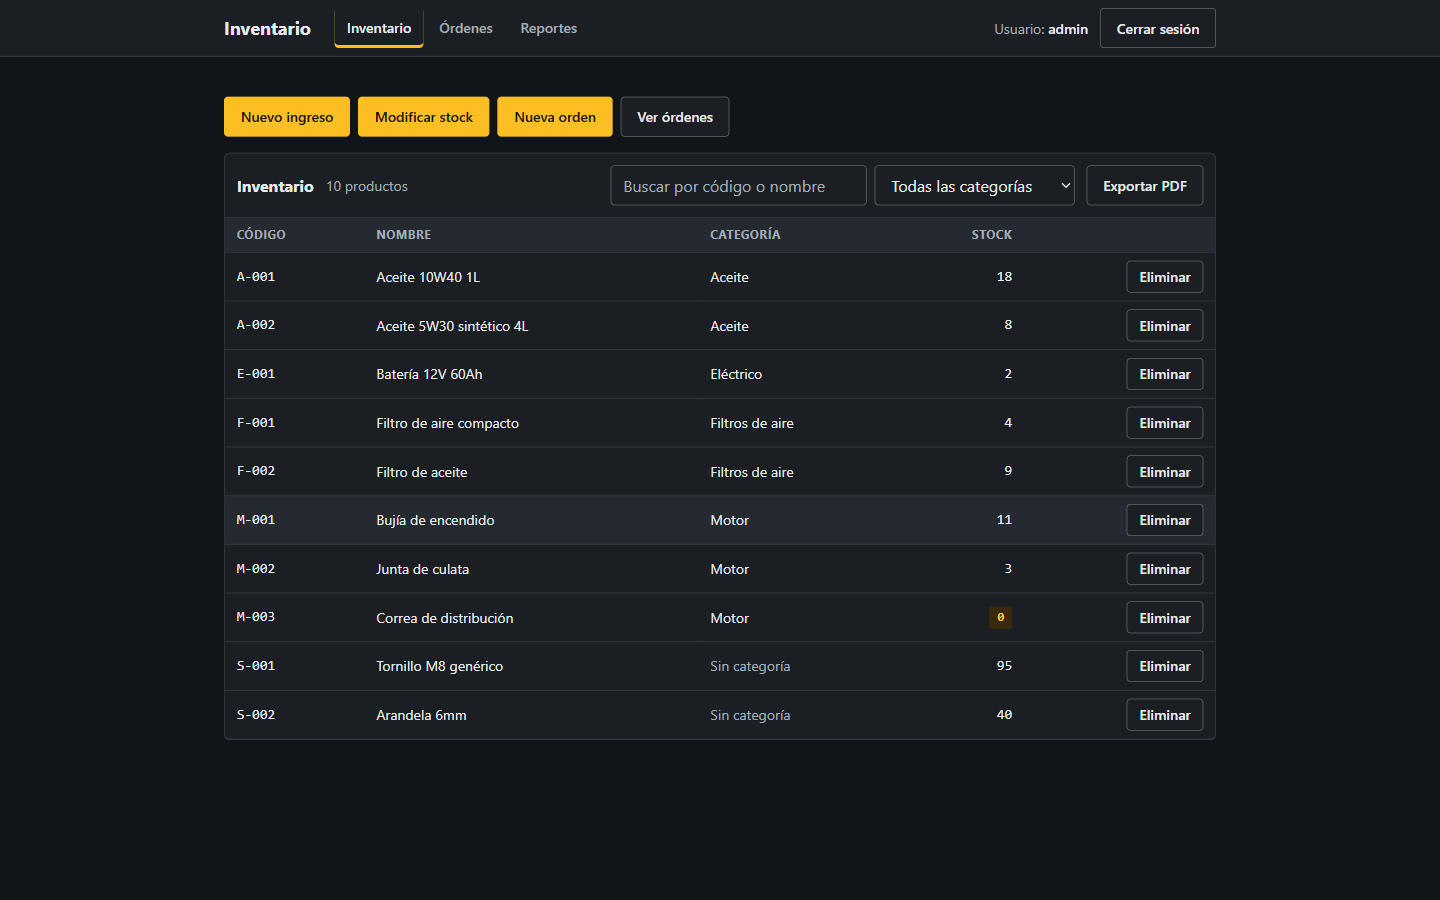 Inventario Inventario Órdenes Reportes Usuario: admin Cerrar sesión
Nuevo ingreso Modificar stock Nueva orden Ver órdenes
Inventario 10 productos Buscar por código o nombre Todas las categorías Exportar PDF
CÓDIGO NOMBRE CATEGORÍA STOCK
A-001 Aceite 10W40 1L Aceite 18 Eliminar
A-002 Aceite 5W30 sintético 4L Aceite 8 Eliminar
E-001 Batería 12V 60Ah Eléctrico 2 Eliminar
F-001 Filtro de aire compacto Filtros de aire 4 Eliminar
F-002 Filtro de aceite Filtros de aire 9 Eliminar
M-001 Bujía de encendido Motor 11 Eliminar
M-002 Junta de culata Motor 3 Eliminar
M-003 Correa de distribución Motor 0 Eliminar
S-001 Tornillo M8 genérico Sin categoría 95 Eliminar
S-002 Arandela 6mm Sin categoría 40 Eliminar